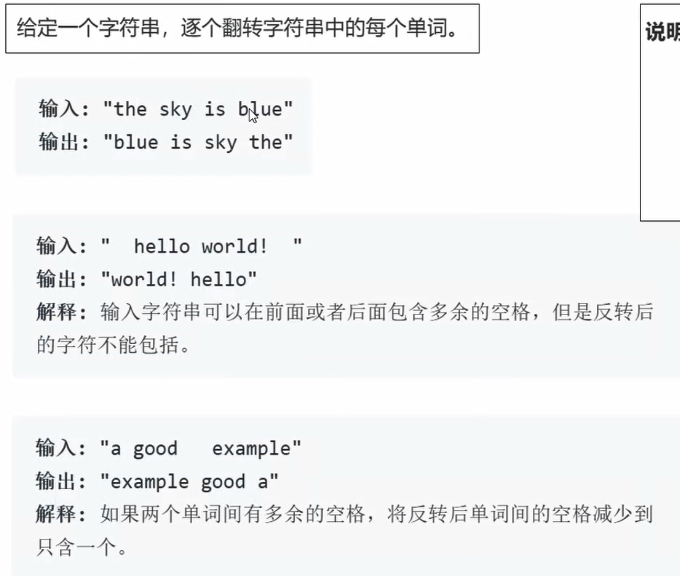 给定一个字符串，逐个翻转字符串中的每个单词。
说明
输入："the sky is blue"
输出："blue is sky the"
输入："  hello world!  "
输出："world! hello"
解释：输入字符串可以在前面或者后面包含多余的空格，但是反转后
的字符不能包括。
输入："a good   example"
输出："example good a"
解释：如果两个单词间有多余的空格，将反转后单词间的空格减少到
只含一个。